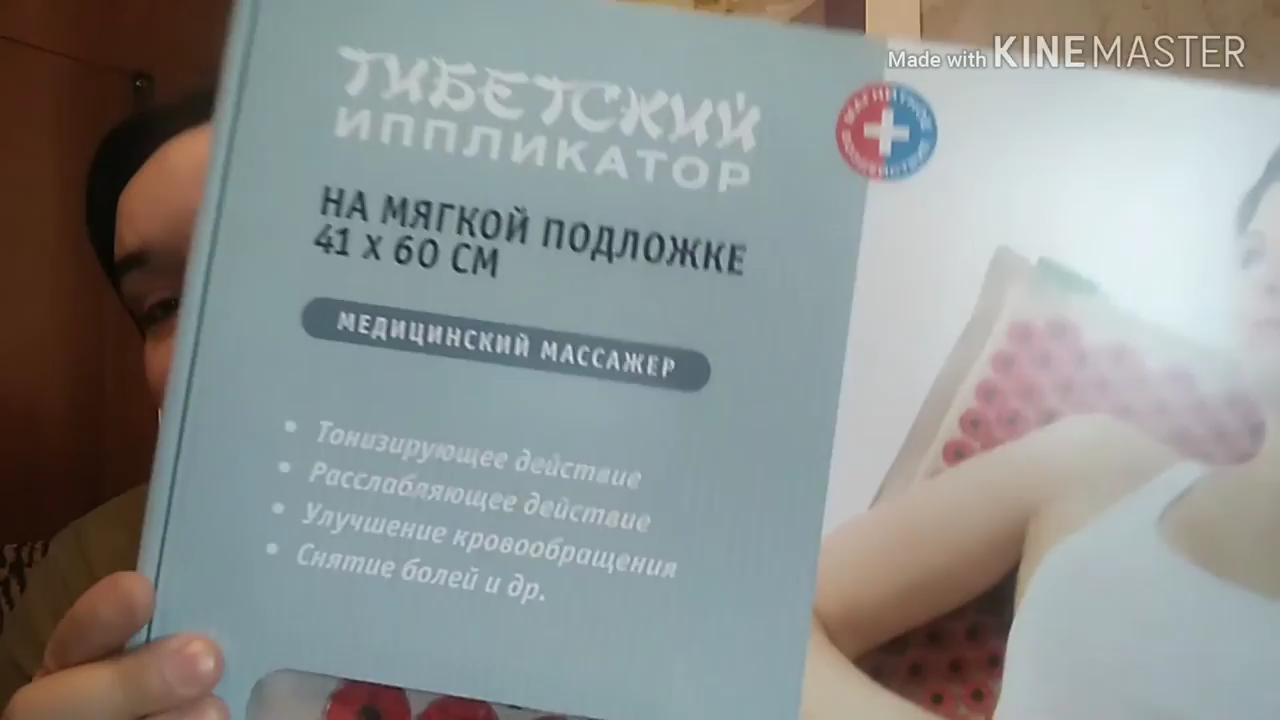 Made with KINEMASTER
ТИБЕТСКИЙ
ИППЛИКАТОР
МАГНИТНОЕ
НА МЯГКОЙ ПОДЛОЖКЕ
41 X 60 СМ
МЕДИЦИНСКИЙ МАССАЖЕР
• Тонизирующее действие
• Расслабляющее действие
• Улучшение кровообращения
• Снятие болей и др.